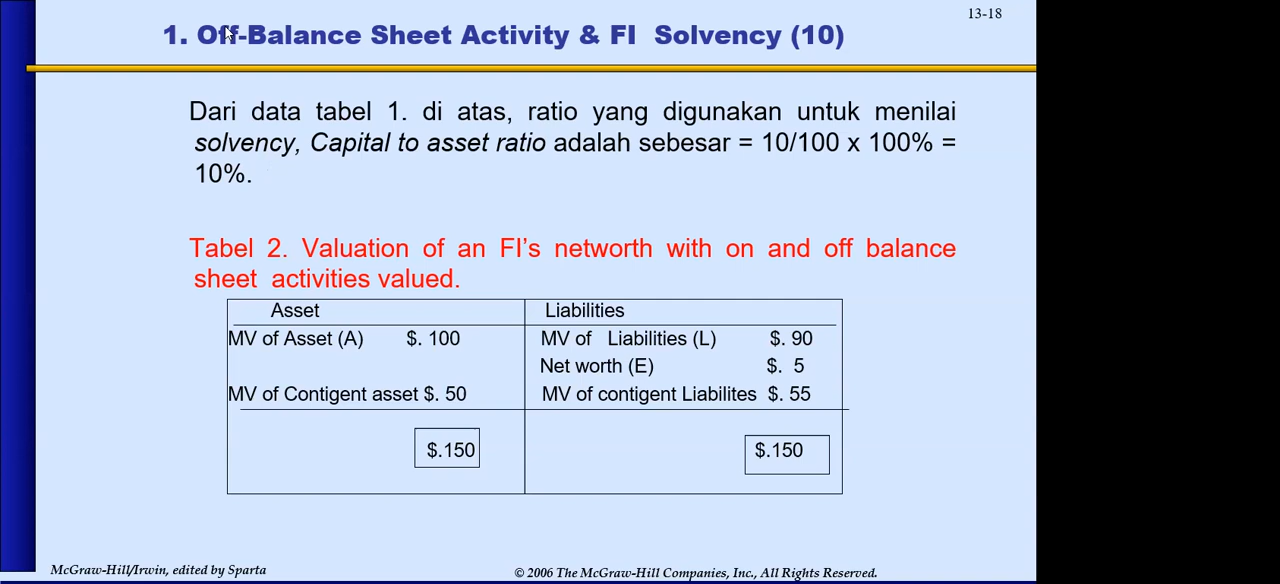 13-18
1. Off-Balance Sheet Activity & FI Solvency (10)
Dari data tabel 1. di atas, ratio yang digunakan untuk menilai
solvency, Capital to asset ratio adalah sebesar = 10/100 x 100% =
10%.
Tabel 2. Valuation of an FI's networth with on and off balance
sheet activities valued.
Asset Liabilities
MV of Asset (A) $. 100 MV of Liabilities (L) $. 90
Net worth (E) $. 5
MV of Contigent asset $. 50 MV of contigent Liabilites $. 55
$.150 $.150
McGraw-Hill/Irwin, edited by Sparta © 2006 The McGraw-Hill Companies, Inc., All Rights Reserved.